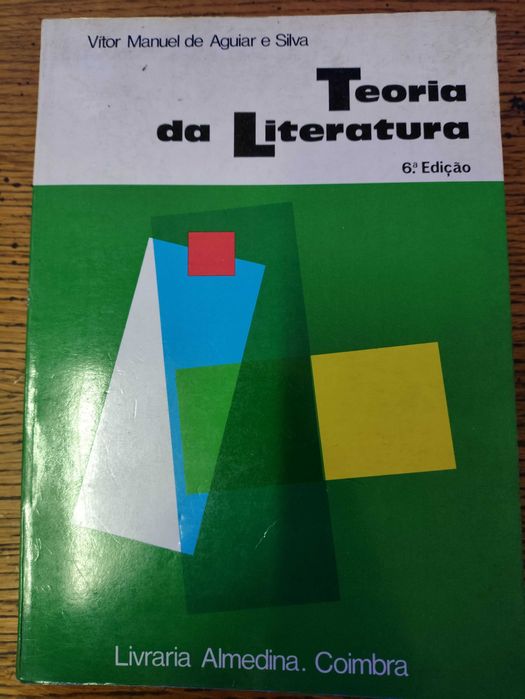 Vítor Manuel de Aguiar e Silva
Teoria
da Literatura
6.ª Edição
Livraria Almedina. Coimbra